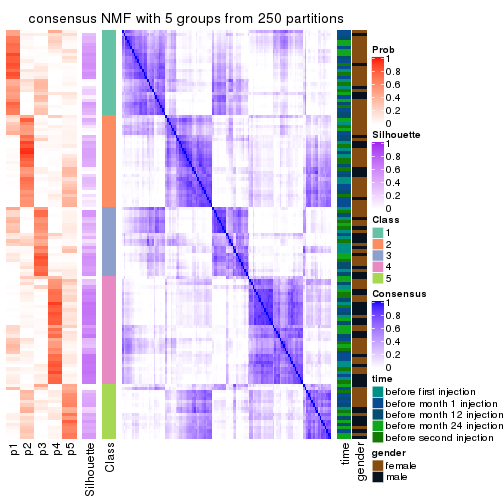 consensus NMF with 5 groups from 250 partitions
Prob
1
0.8
0.6
0.4
0.2
0
Silhouette
1
0.8
0.6
0.4
0.2
0
Class
1
2
3
4
5
Consensus
1
0.8
0.6
0.4
0.2
0
time
before first injection
before month 1 injection
before month 12 injection
before month 24 injection
before second injection
gender
female
male
p1
p2
p3
p4
p5
Silhouette
Class
time
gender